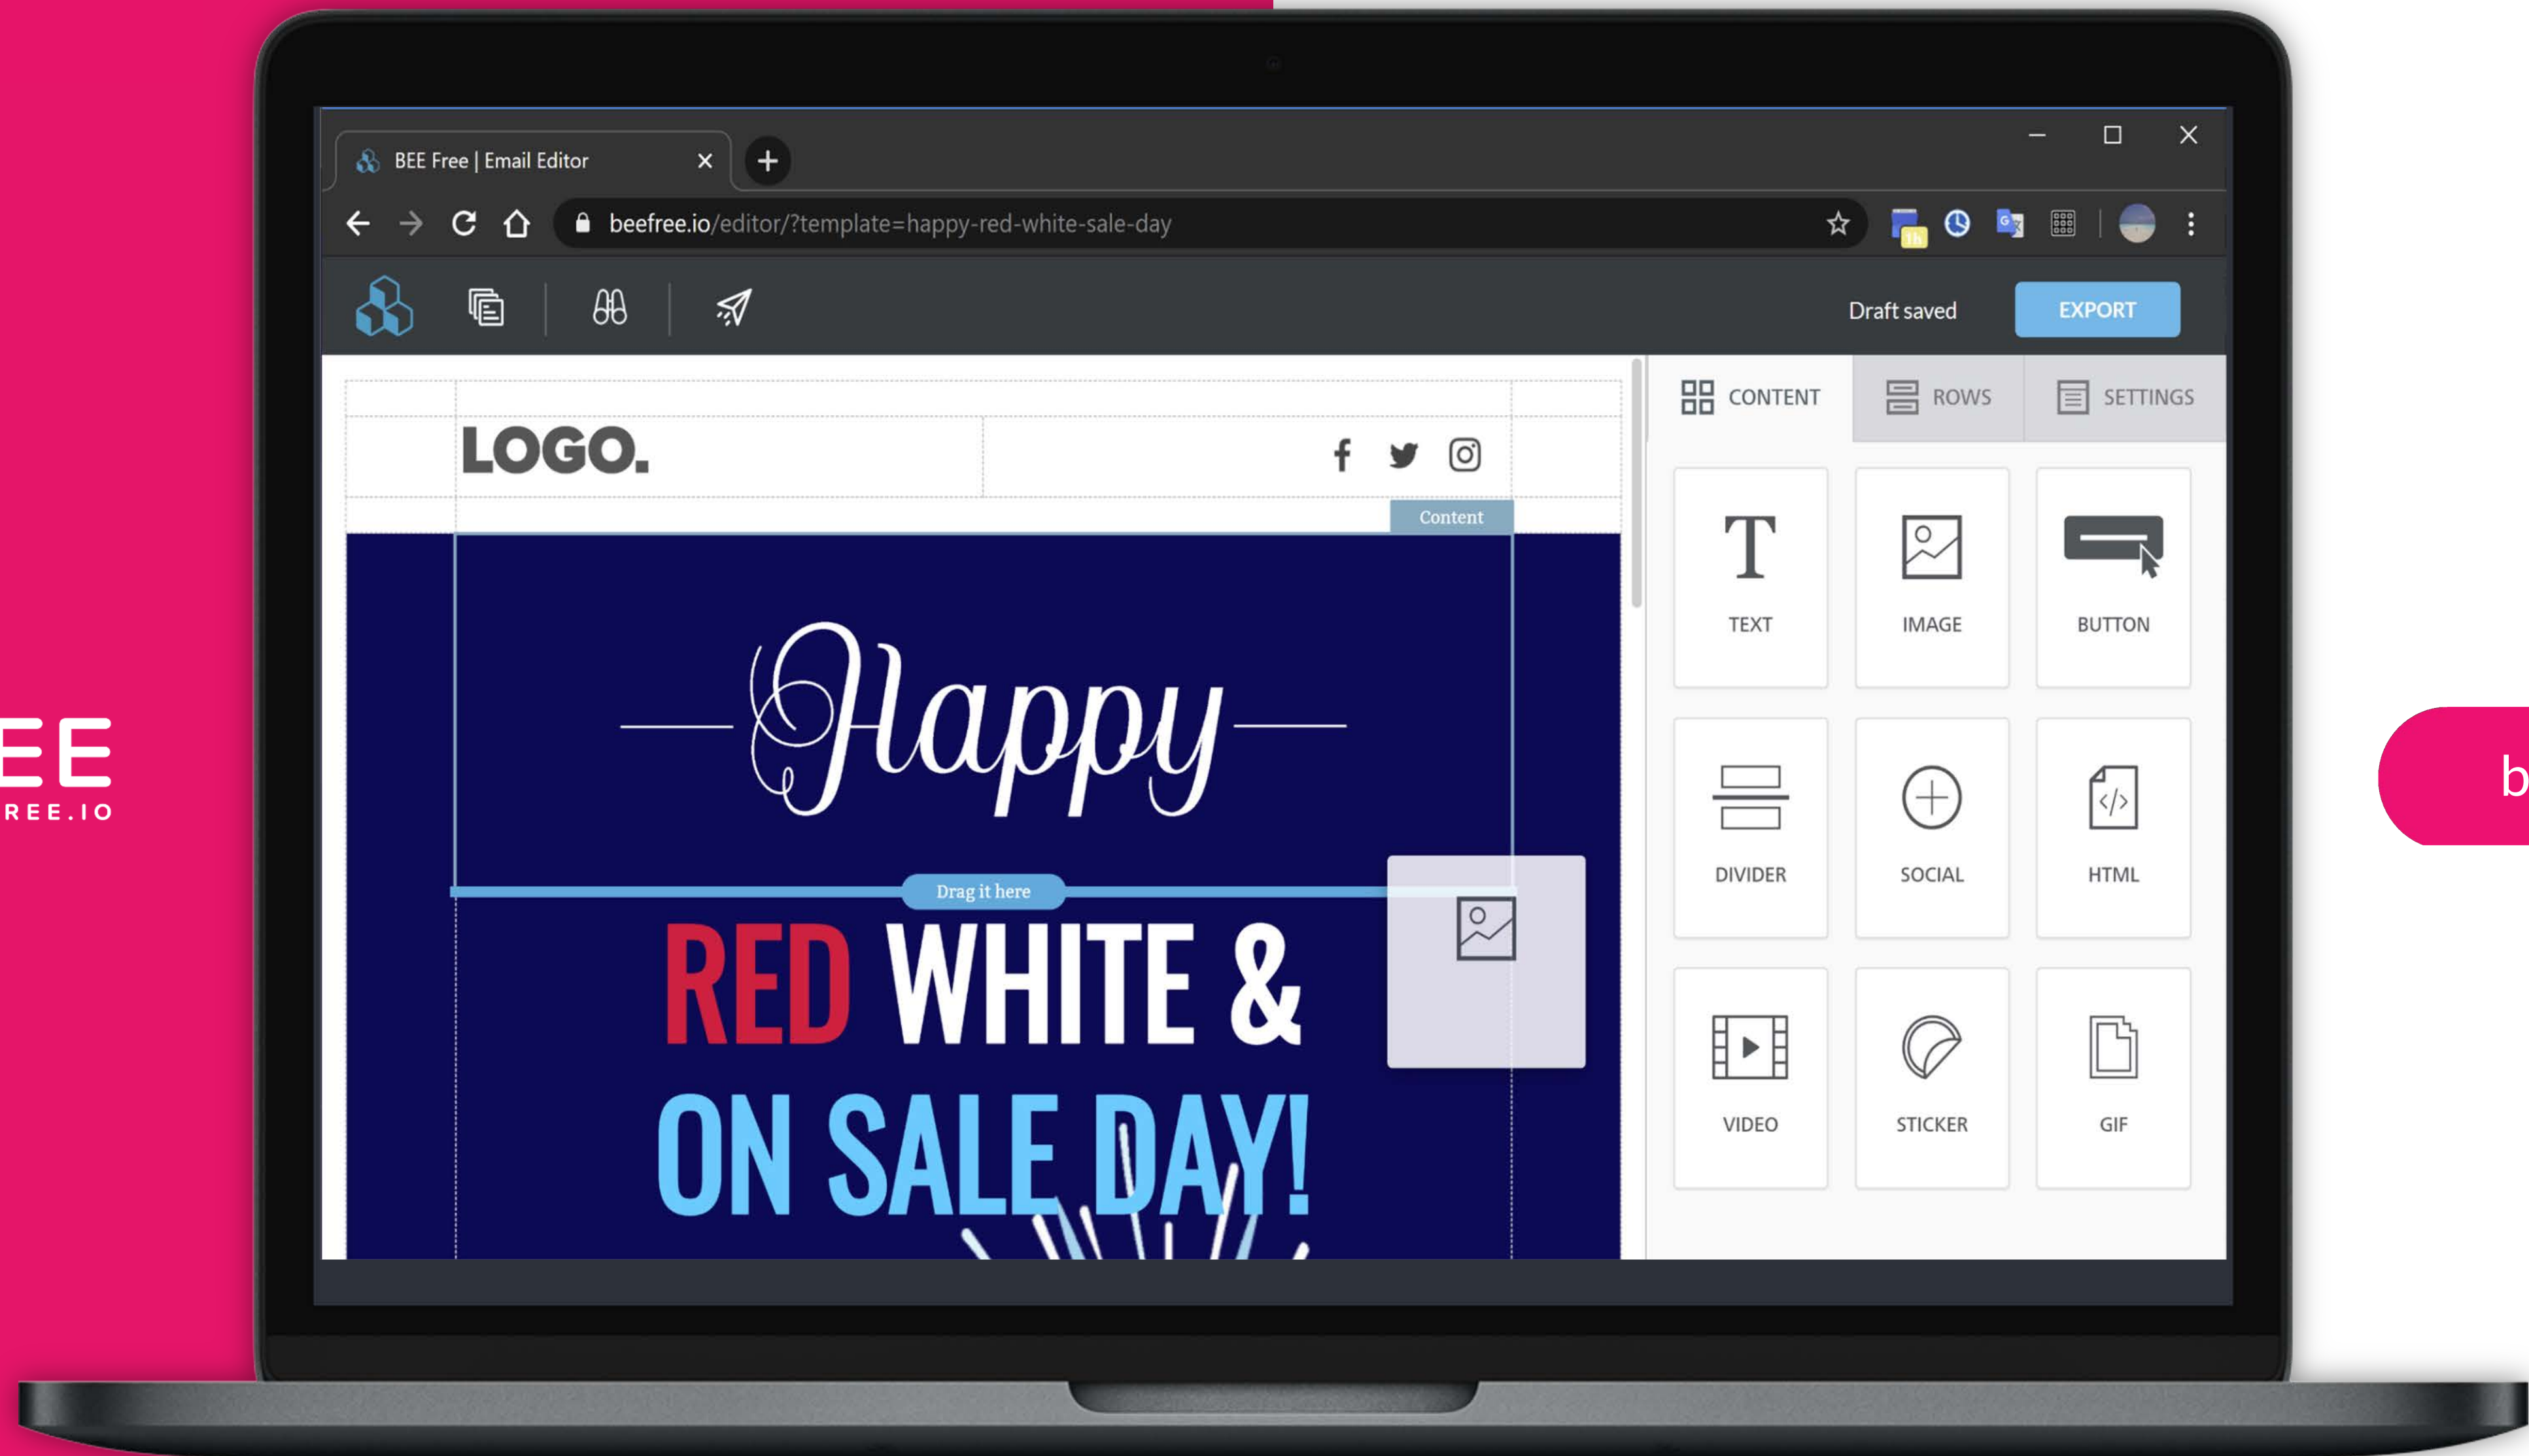 BEE Free | Email Editor
beefree.io/editor/?template=happy-red-white-sale-day
1h
G
Draft saved
EXPORT
LOGO.
Content
CONTENT
ROWS
SETTINGS
Happy
Drag it here
RED WHITE &
ON SALE DAY!
T
TEXT
IMAGE
BUTTON
DIVIDER
SOCIAL
</>
HTML
VIDEO
STICKER
GIF
EE
REE.IO
b